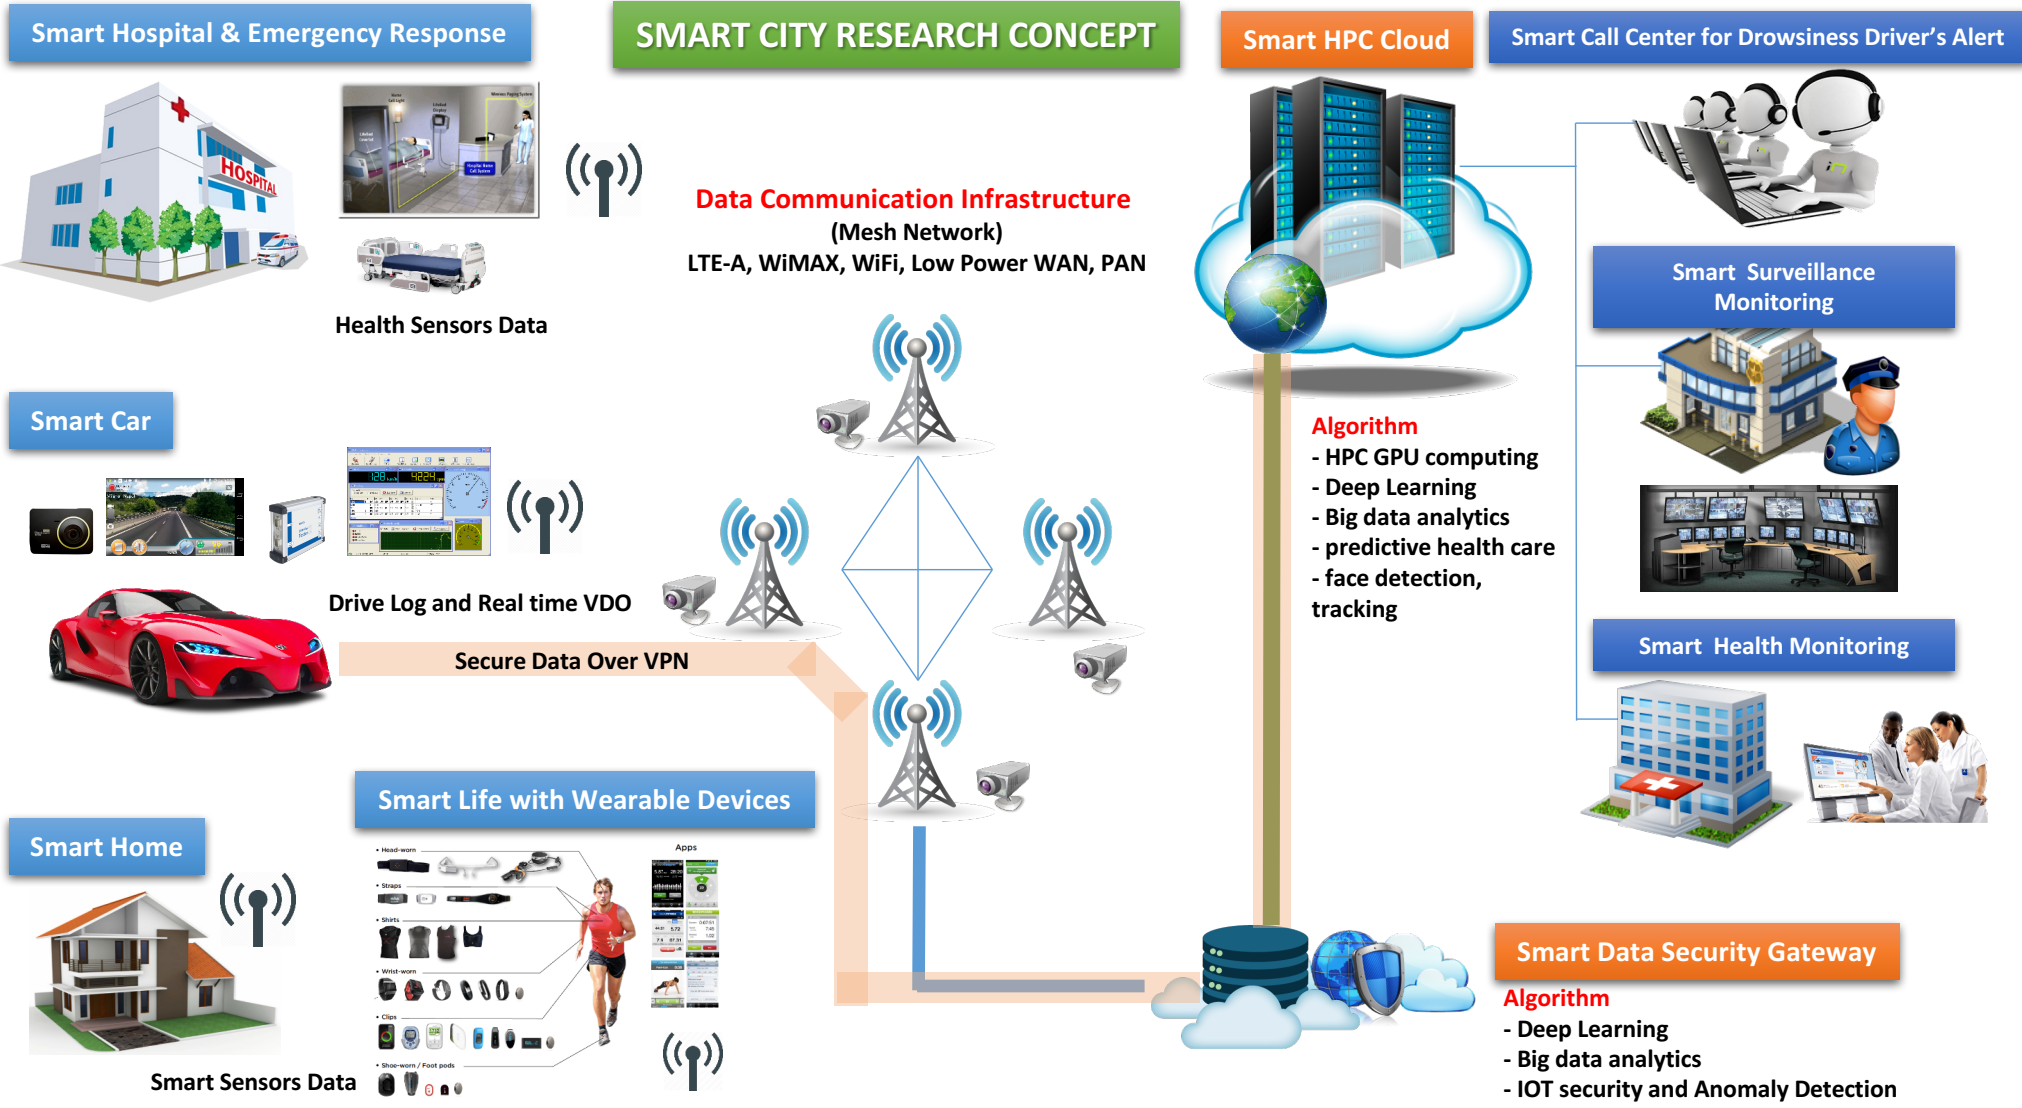 Smart Hospital & Emergency Response
SMART CITY RESEARCH CONCEPT
Smart HPC Cloud
Smart Call Center for Drowsiness Driver's Alert
HOSPITAL
Data Communication Infrastructure
(Mesh Network)
LTE-A, WiMAX, WiFi, Low Power WAN, PAN
Health Sensors Data
Smart Surveillance
Monitoring
Smart Car
Algorithm
- HPC GPU computing
- Deep Learning
- Big data analytics
- predictive health care
- face detection,
tracking
128
4224
Drive Log and Real time VDO
Secure Data Over VPN
Smart Health Monitoring
Smart Life with Wearable Devices
Smart Home
• Head-worn
Apps
• Straps
• Shirts
• Wrist-worn
• Clips
• Shoe-worn / Foot pods
Smart Sensors Data
Smart Data Security Gateway
Algorithm
- Deep Learning
- Big data analytics
- IOT security and Anomaly Detection